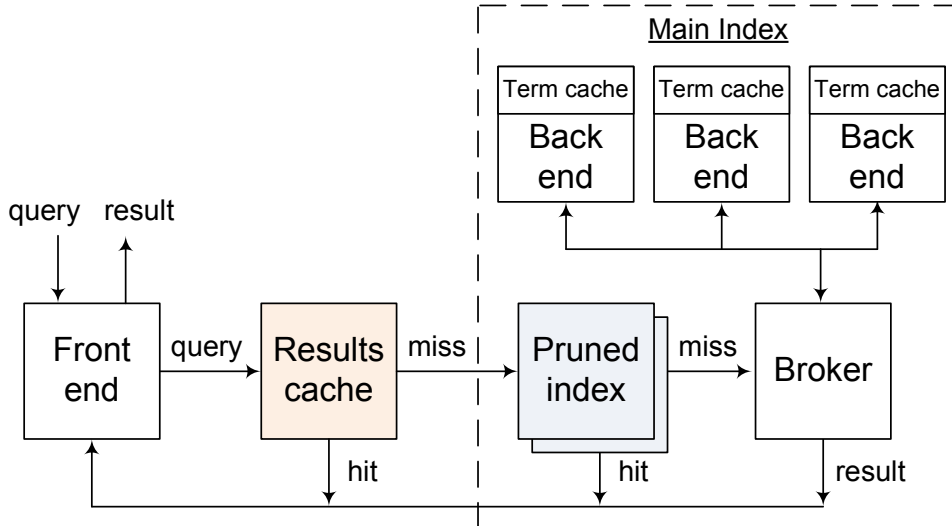 Main Index
Term cache
Term cache
Term cache
Back
end
Back
end
Back
end
query
result
Front
end
query
Results
cache
miss
Pruned
index
miss
Broker
hit
hit
result